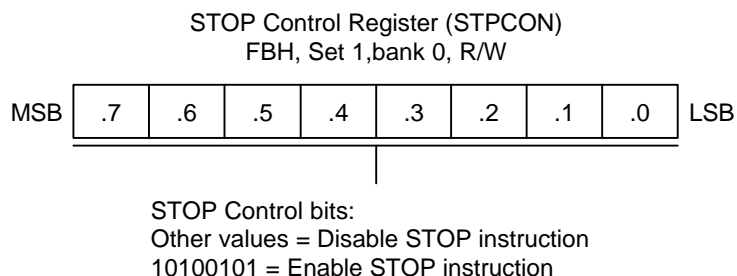 STOP Control Register (STPCON)
FBH, Set 1,bank 0, R/W
MSB .7 .6 .5 .4 .3 .2 .1 .0 LSB
STOP Control bits:
Other values = Disable STOP instruction
10100101 = Enable STOP instruction